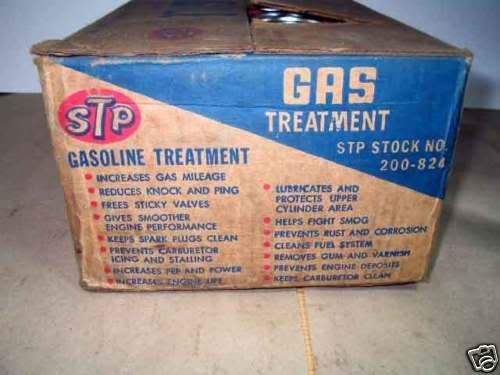 STP
GASOLINE TREATMENT
• INCREASES GAS MILEAGE
• REDUCES KNOCK AND PING
• FREES STICKY VALVES
• GIVES SMOOTHER
ENGINE PERFORMANCE
• KEEPS SPARK PLUGS CLEAN
• PREVENTS CARBURETOR
ICING AND STALLING
• INCREASES PEP AND POWER
• INCREASES ENGINE LIFE
GAS
TREATMENT
STP STOCK NO.
200-824
• LUBRICATES AND
PROTECTS UPPER
CYLINDER AREA
• HELPS FIGHT SMOG
• PREVENTS RUST AND CORROSION
• CLEANS FUEL SYSTEM
• REMOVES GUM AND VARNISH
• PREVENTS ENGINE DEPOSITS
• KEEPS CARBURETOR CLEAN
ebY